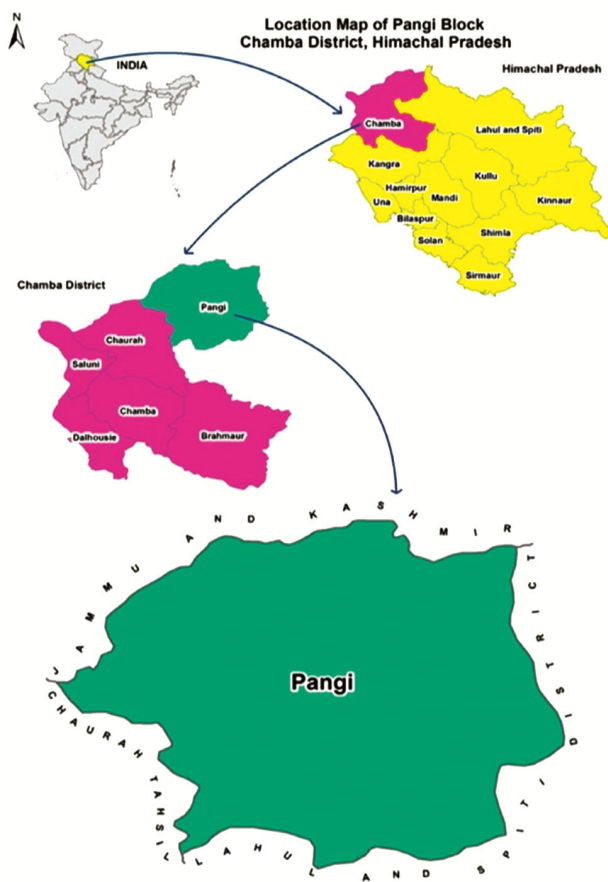 N
Location Map of Pangi Block
Chamba District, Himachal Pradesh
INDIA
Himachal Pradesh
Chamba
Lahul and Spiti
Kangra
Kullu
Hamirpur
Mandi
Una
Kinnaur
Bilaspur
Shimla
Solan
Sirmaur
Chamba District
Pangi
Chaurah
Saluni
Chamba
Dalhousie
Brahmaur
JAMMU AND KASHMIR
Pangi
CHAURAH TAHSIL
LAHUL AND SPITI DISTRICT